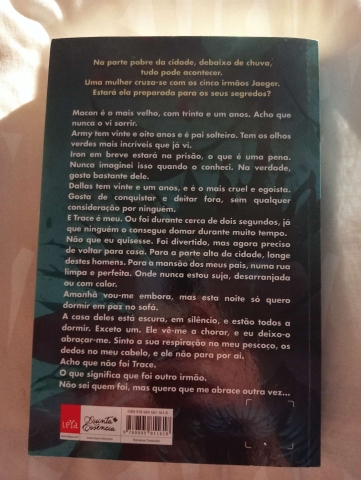 Na parte pobre da cidade, debaixo de chuva,
tudo pode acontecer.
Uma mulher cruza-se com os cinco irmãos Jaeger.
Estará ela preparada para os seus segredos?
Macon é o mais velho, com trinta e um anos. Acho que
nunca o vi sorrir.
Army tem vinte e oito anos e é pai solteiro. Tem os olhos
verdes mais incríveis que já vi.
Iron em breve estará na prisão, o que é uma pena.
Nunca imaginei isso quando o conheci. Na verdade,
gosto bastante dele.
Dallas tem vinte e um anos, e é o mais cruel e egoísta.
Gosta de conquistar e deitar fora, sem qualquer
consideração por ninguém.
E Trace é meu. Ou foi durante cerca de dois segundos, já
que ninguém o consegue domar durante muito tempo.
Não que eu quisesse. Foi divertido, mas agora preciso
de voltar para casa. Para a parte alta da cidade, longe
destes homens. Para a mansão dos meus pais, numa rua
limpa e perfeita. Onde nunca estou suja, desarranjada
ou com calor.
Amanhã vou-me embora, mas esta noite só quero
dormir em paz no sofá.
A casa deles está escura, em silêncio, e estão todos a
dormir. Exceto um. Ele vê-me a chorar, e eu deixo-o
abraçar-me. Sinto a sua respiração no meu pescoço, os
dedos no meu cabelo, e ele não para por aí.
Acho que não foi Trace.
O que significa que foi outro irmão.
Não sei quem foi, mas quero que me abrace outra vez...
LeYa
Quinta
Essência